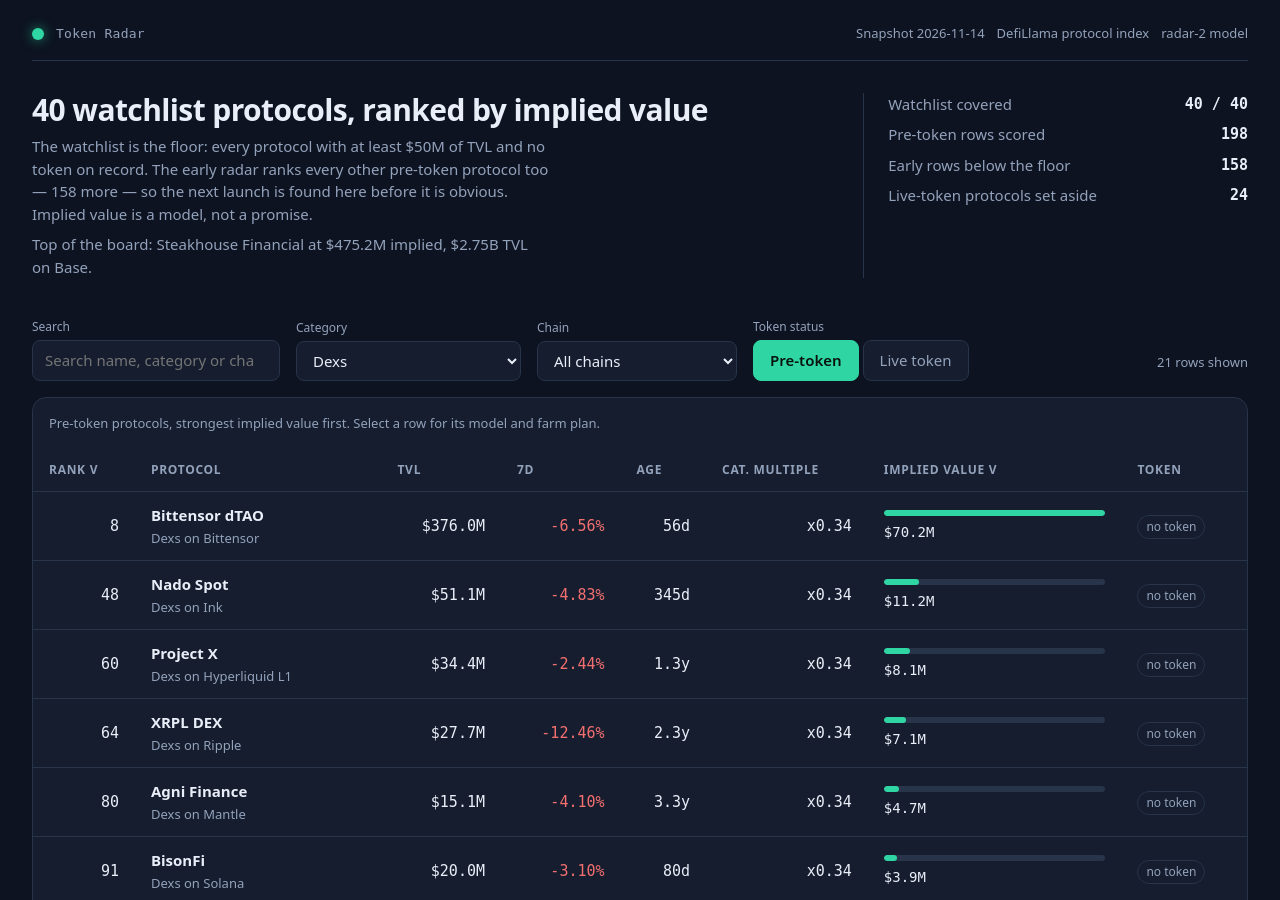 Token Radar
Snapshot 2026-11-14 DefiLlama protocol index radar-2 model
40 watchlist protocols, ranked by implied value
The watchlist is the floor: every protocol with at least $50M of TVL and no
token on record. The early radar ranks every other pre-token protocol too
— 158 more — so the next launch is found here before it is obvious.
Implied value is a model, not a promise.
Top of the board: Steakhouse Financial at $475.2M implied, $2.75B TVL
on Base.
Watchlist covered 40 / 40
Pre-token rows scored 198
Early rows below the floor 158
Live-token protocols set aside 24
Search
Category
Chain
Token status
Search name, category or cha
Dexs
All chains
Pre-token
Live token
21 rows shown
Pre-token protocols, strongest implied value first. Select a row for its model and farm plan.
RANK V PROTOCOL TVL 7D AGE CAT. MULTIPLE IMPLIED VALUE V TOKEN
8 Bittensor dTAO $376.0M -6.56% 56d x0.34 $70.2M no token
Dexs on Bittensor
48 Nado Spot $51.1M -4.83% 345d x0.34 $11.2M no token
Dexs on Ink
60 Project X $34.4M -2.44% 1.3y x0.34 $8.1M no token
Dexs on Hyperliquid L1
64 XRPL DEX $27.7M -12.46% 2.3y x0.34 $7.1M no token
Dexs on Ripple
80 Agni Finance $15.1M -4.10% 3.3y x0.34 $4.7M no token
Dexs on Mantle
91 BisonFi $20.0M -3.10% 80d x0.34 $3.9M no token
Dexs on Solana